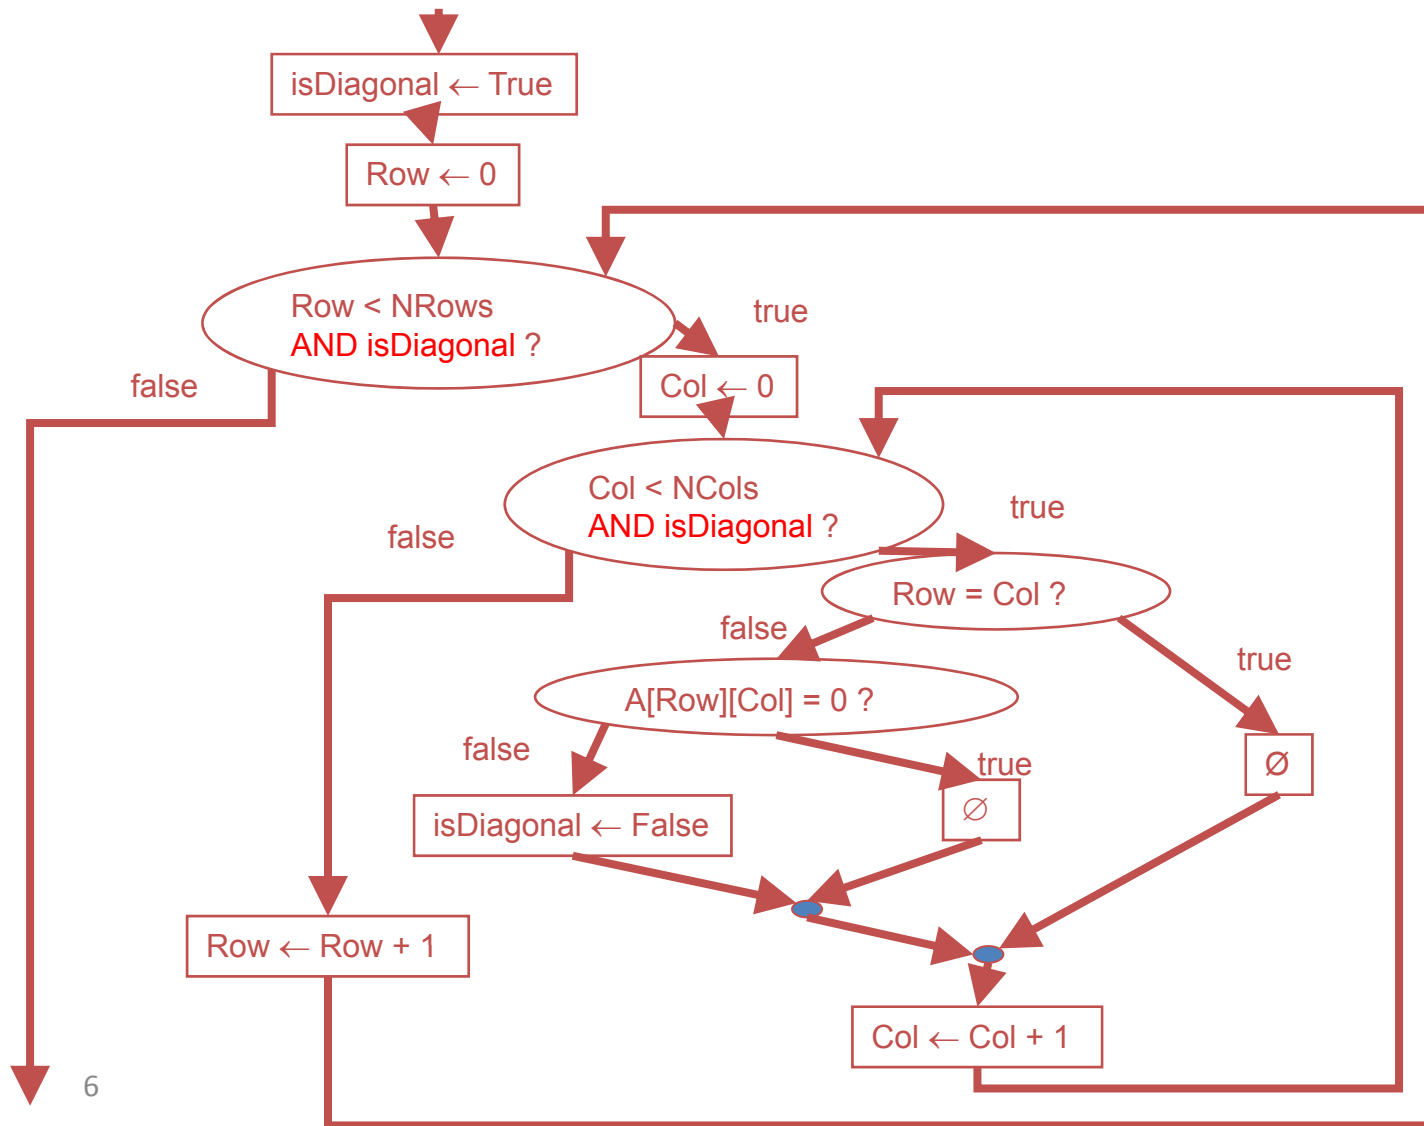 isDiagonal ← True
Row ← 0
Row < NRows
AND isDiagonal ?
true
false
Col ← 0
Col < NCols
AND isDiagonal ?
true
false
Row = Col ?
false
true
A[Row][Col] = 0 ?
false
true
Ø
∅
isDiagonal ← False
Row ← Row + 1
Col ← Col + 1
6